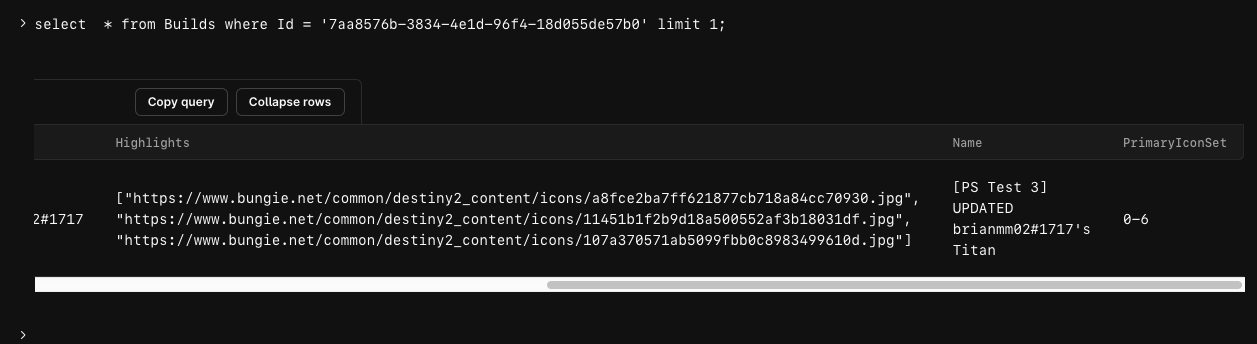 > select  * from Builds where Id = '7aa8576b-3834-4e1d-96f4-18d055de57b0' limit 1;
Copy query Collapse rows
Highlights Name PrimaryIconSet
2#1717
["https://www.bungie.net/common/destiny2_content/icons/a8fce2ba7ff621877cb718a84cc70930.jpg",
"https://www.bungie.net/common/destiny2_content/icons/11451b1f2b9d18a500552af3b18031df.jpg",
"https://www.bungie.net/common/destiny2_content/icons/107a370571ab5099fbb0c8983499610d.jpg"]
[PS Test 3]
UPDATED
brianmm02#1717's
Titan
0-6
>